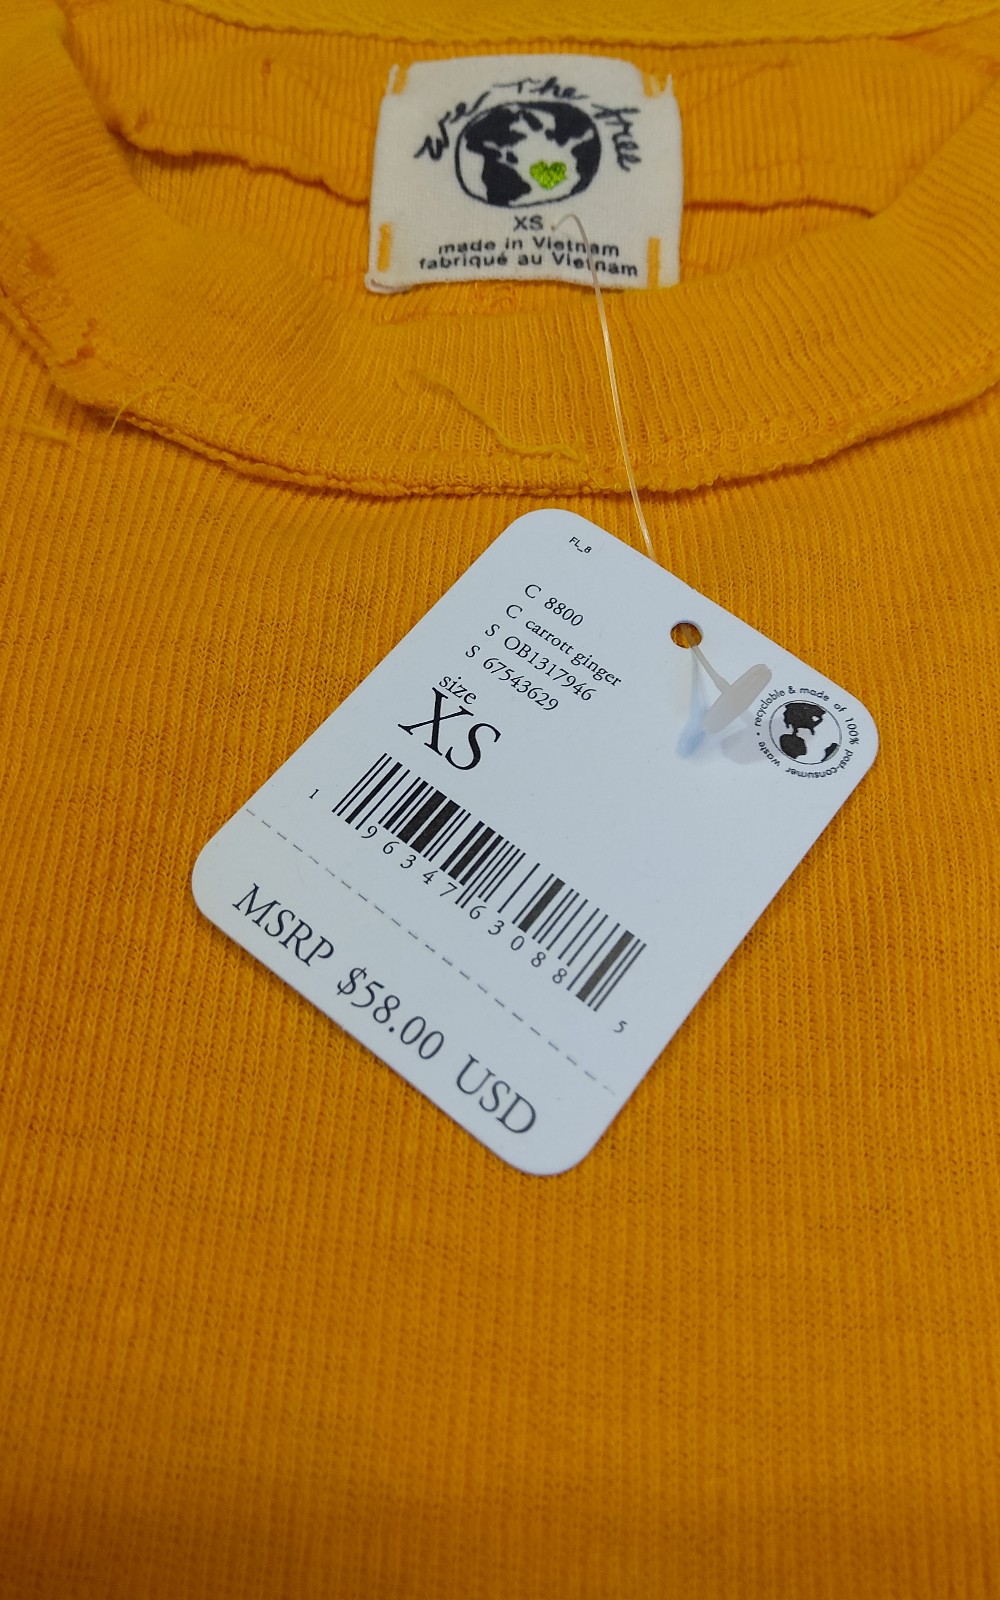 We The Free
XS
made in Vietnam
fabriqué au Vietnam
FL_8
C 8800
C carrott ginger
S OB1317946
S 67543629
size
XS
recyclable & made of 100% post-consumer waste •
1 96347 63088 5
MSRP $58.00 USD